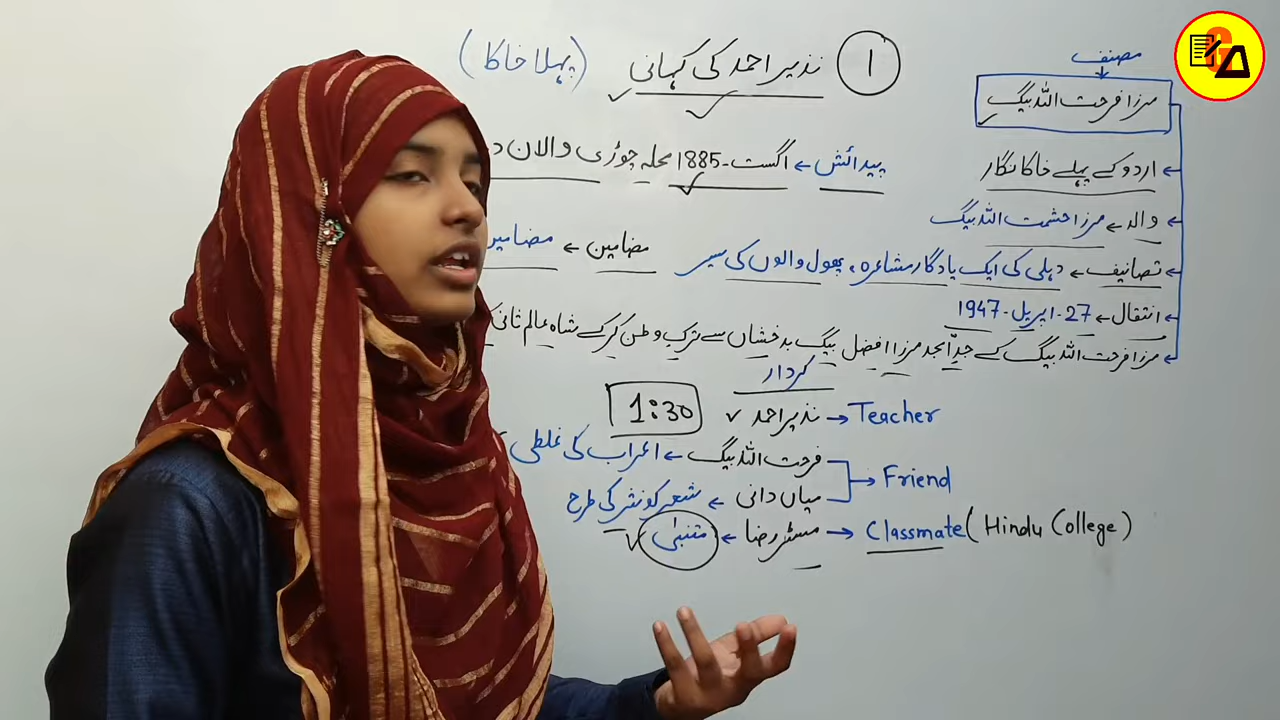 مصنف
① نذیر احمد کی کہانی (پہلا خاکا)
مرزا فرحت اللہ بیگ
اردو کے پہلے خاکا نگار
والد ← مرزا حشمت اللہ بیگ
تصانیف ← دہلی کی ایک یادگار مشاعرہ، پھول والوں کی سیر
انتقال ← 27 - اپریل - 1947
مرزا فرحت اللہ بیگ کے جدِّ امجد مرزا افضل بیگ بدخشاں سے ترکِ وطن کر کے شاہ عالم ثانی
پیدائش ← اگست - 1885 محلہ چوڑی والان
مضامین ←
کردار
1:30
نذیر احمد → Teacher
فرحت اللہ بیگ ← اعراب کی غلطی
میاں دانی ← شعر کو نثر کی طرح
→ Friend
مسٹر رضا ← متنبّی
→ Classmate (Hindu College)